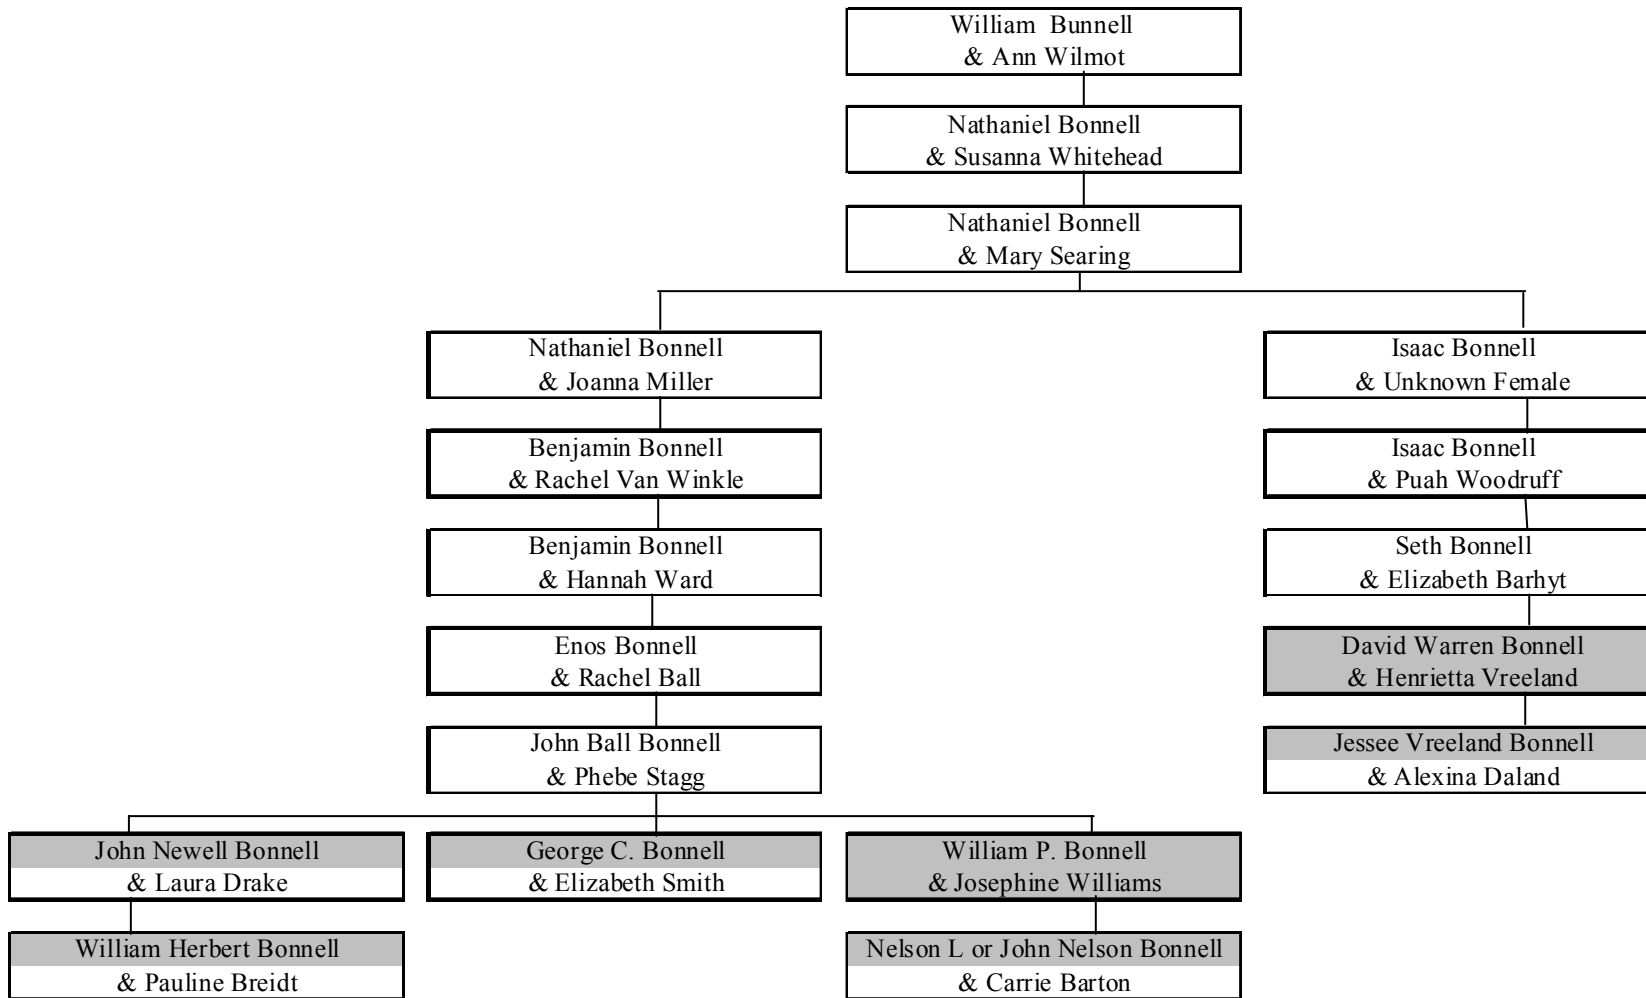 William  Bunnell
& Ann Wilmot
Nathaniel Bonnell
& Susanna Whitehead
Nathaniel Bonnell
& Mary Searing
Nathaniel Bonnell
& Joanna Miller
Isaac Bonnell
& Unknown Female
Benjamin Bonnell
& Rachel Van Winkle
Isaac Bonnell
& Puah Woodruff
Benjamin Bonnell
& Hannah Ward
Seth Bonnell
& Elizabeth Barhyt
Enos Bonnell
& Rachel Ball
David Warren Bonnell
& Henrietta Vreeland
John Ball Bonnell
& Phebe Stagg
Jessee Vreeland Bonnell
& Alexina Daland
John Newell Bonnell
& Laura Drake
George C. Bonnell
& Elizabeth Smith
William P. Bonnell
& Josephine Williams
William Herbert Bonnell
& Pauline Breidt
Nelson L or John Nelson Bonnell
& Carrie Barton